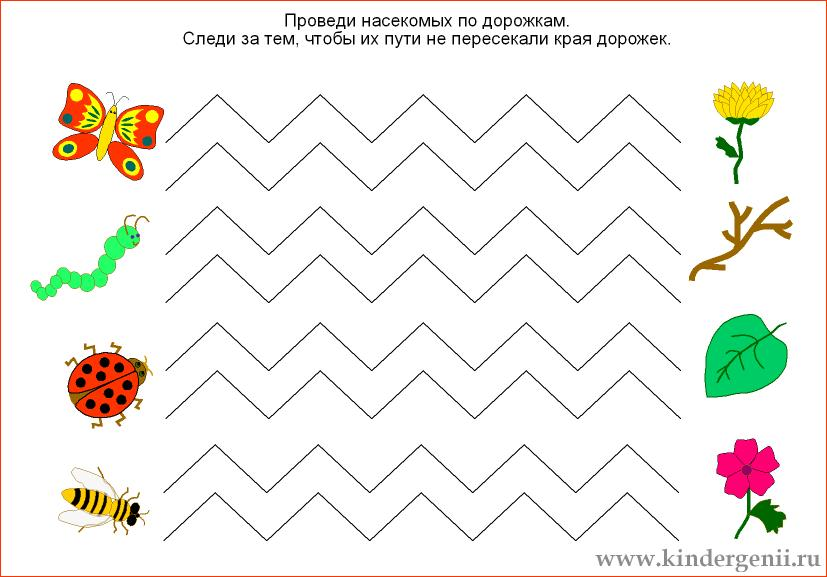 Проведи насекомых по дорожкам.
Следи за тем, чтобы их пути не пересекали края дорожек.
www.kindergenii.ru